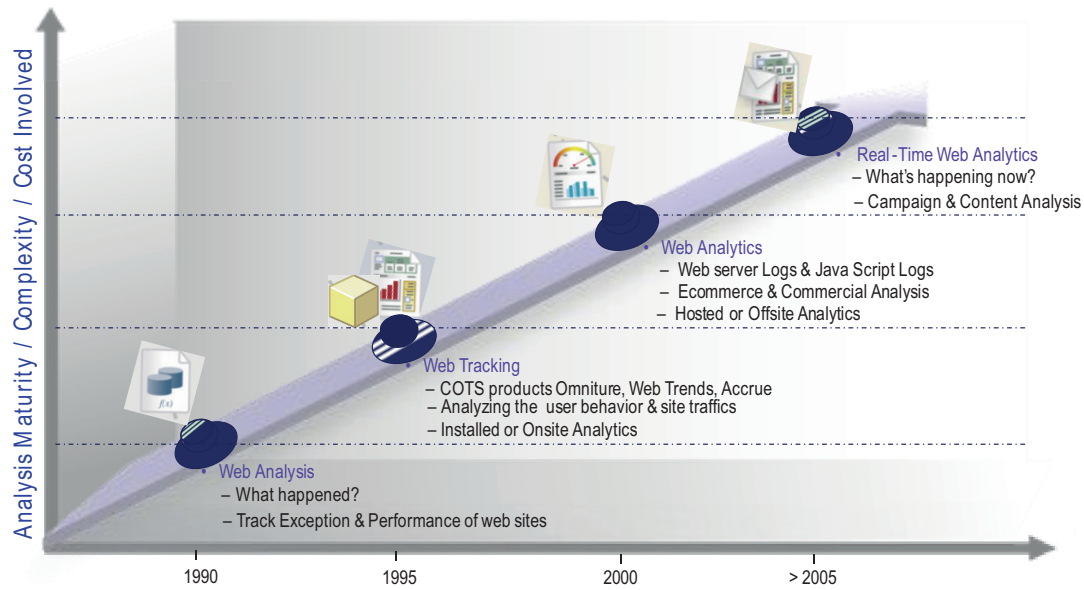 Analysis Maturity / Complexity / Cost Involved
f(x)
• Real-Time Web Analytics
– What's happening now?
– Campaign & Content Analysis
• Web Analytics
– Web server Logs & Java Script Logs
– Ecommerce & Commercial Analysis
– Hosted or Offsite Analytics
• Web Tracking
– COTS products Omniture, Web Trends, Accrue
– Analyzing the user behavior & site traffics
– Installed or Onsite Analytics
• Web Analysis
– What happened?
– Track Exception & Performance of web sites
1990
1995
2000
> 2005